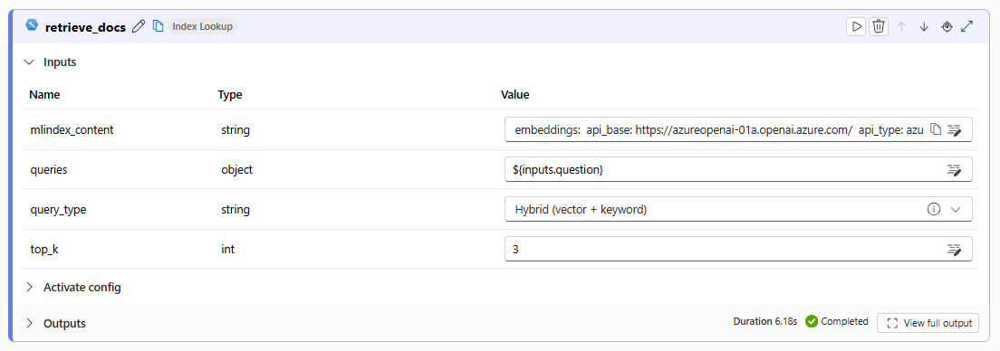 retrieve_docs Index Lookup
Inputs
Name Type Value
mlindex_content string embeddings: api_base: https://azureopenai-01a.openai.azure.com/ api_type: azu
queries object ${inputs.question}
query_type string Hybrid (vector + keyword)
top_k int 3
Activate config
Outputs Duration 6.18s Completed View full output